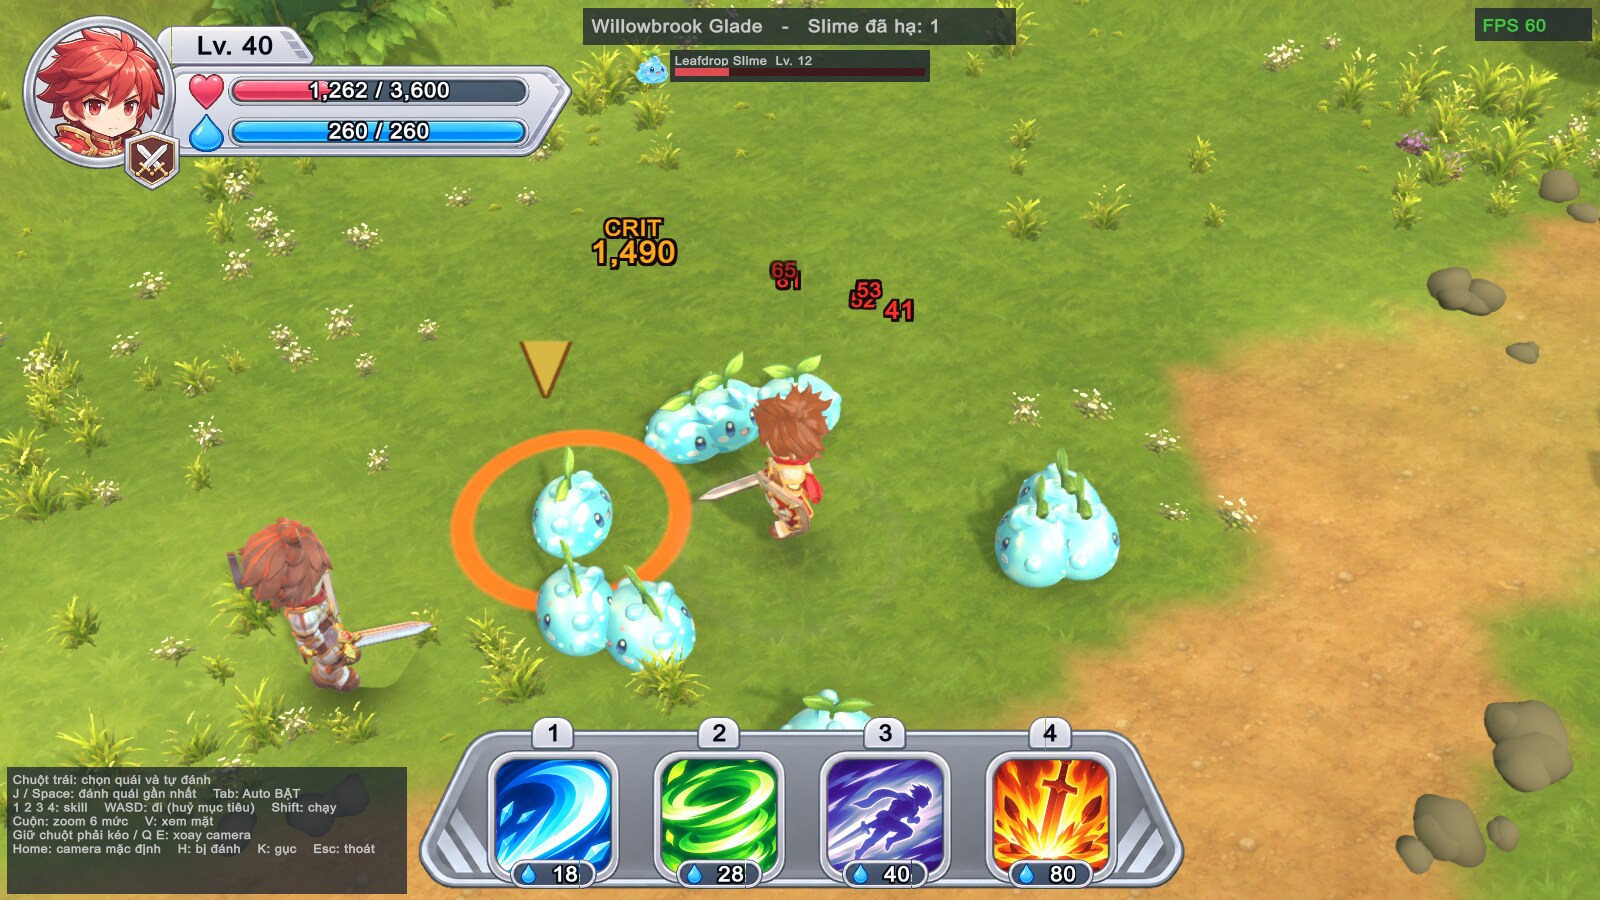 Willowbrook Glade - Slime đã hạ: 1
FPS 60
Lv. 40
Leafdrop Slime Lv. 12
1,262 / 3,600
260 / 260
CRIT
1,490
65
81
53
52
41
1
2
3
4
Chuột trái: chọn quái và tự đánh
J / Space: đánh quái gần nhất Tab: Auto BẬT
1 2 3 4: skill WASD: đi (huỷ mục tiêu) Shift: chạy
Cuộn: zoom 6 mức V: xem mặt
Giữ chuột phải kéo / Q E: xoay camera
Home: camera mặc định H: bị đánh K: gục Esc: thoát
18
28
40
80